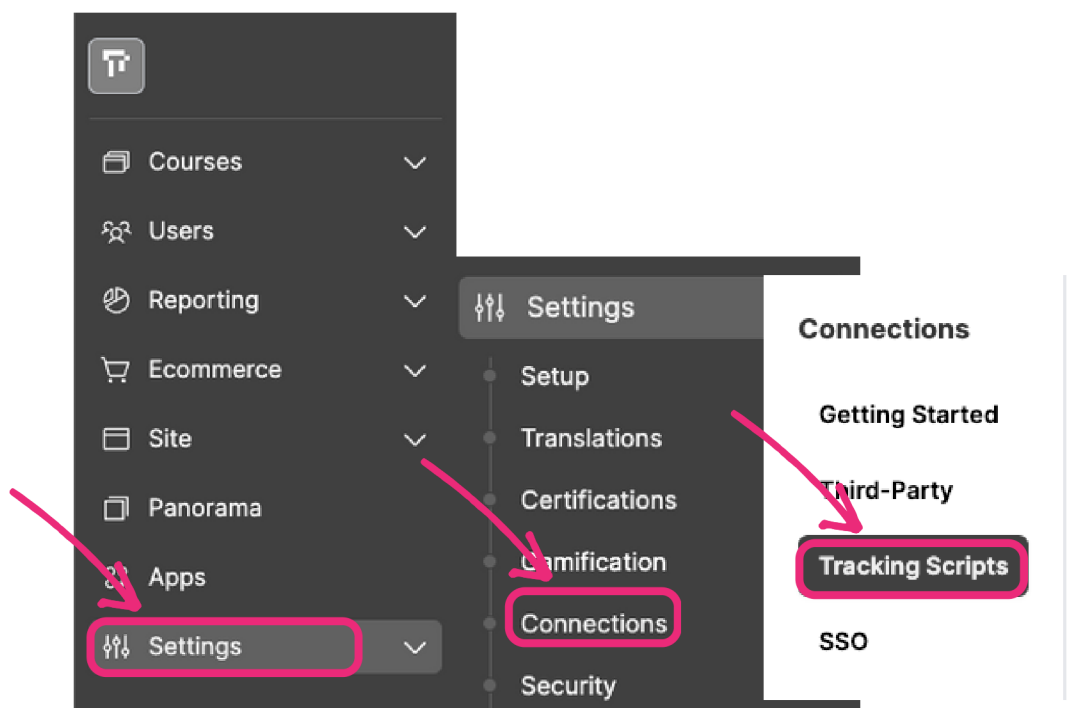 Courses
Users
Reporting
Ecommerce
Site
Panorama
Apps
Settings
Settings
Setup
Translations
Certifications
Gamification
Connections
Security
Connections
Getting Started
Third-Party
Tracking Scripts
SSO